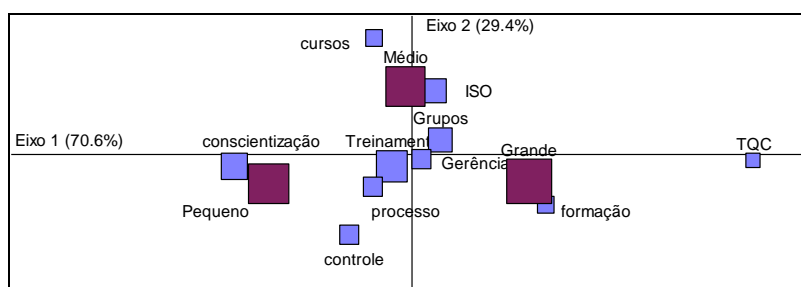 Eixo 2 (29.4%)
cursos
Médio
ISO
Grupos
Eixo 1 (70.6%)
conscientização
Treinament
Grande
TQC
Gerência
Pequeno
processo
formação
controle